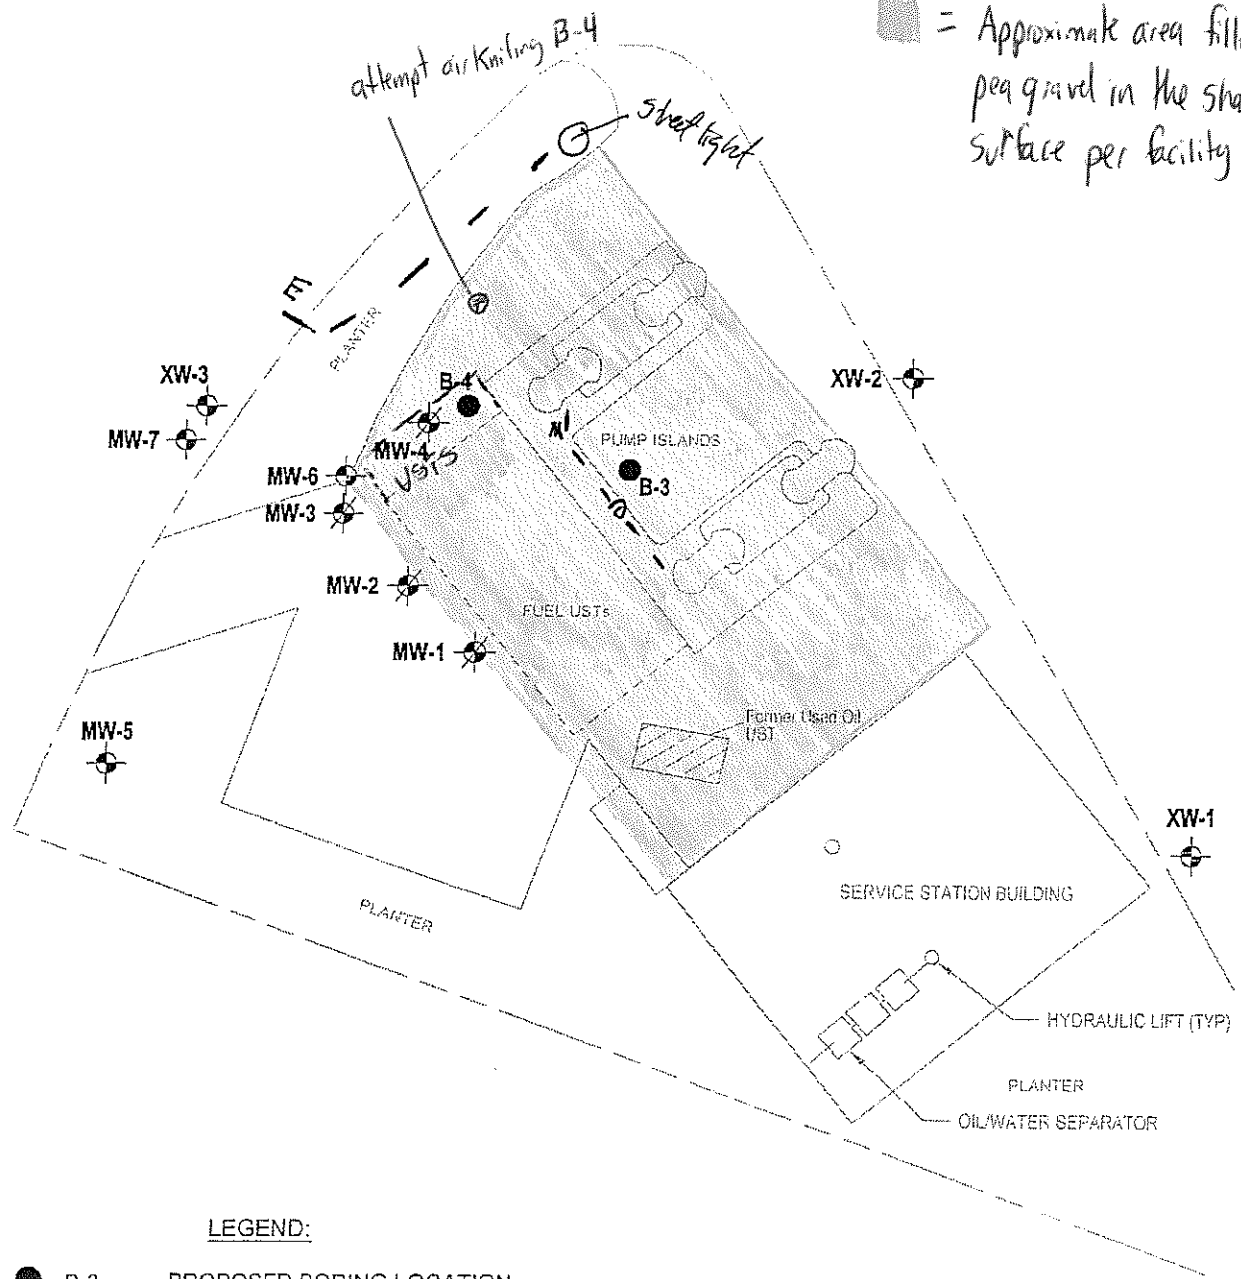 = Approximate area fill
pea gravel in the sha
surface per facility
attempt airknifing B-4
street light
E
PLANTER
XW-3
MW-7
B-4
MW-4
USTS
MW-6
MW-3
MW-2
MW-1
PUMP ISLANDS
B-3
XW-2
FUEL USTs
Former Used Oil
UST
MW-5
XW-1
PLANTER
SERVICE STATION BUILDING
HYDRAULIC LIFT (TYP)
PLANTER
OIL/WATER SEPARATOR
LEGEND:
B-3 PROPOSED BORING LOCATION